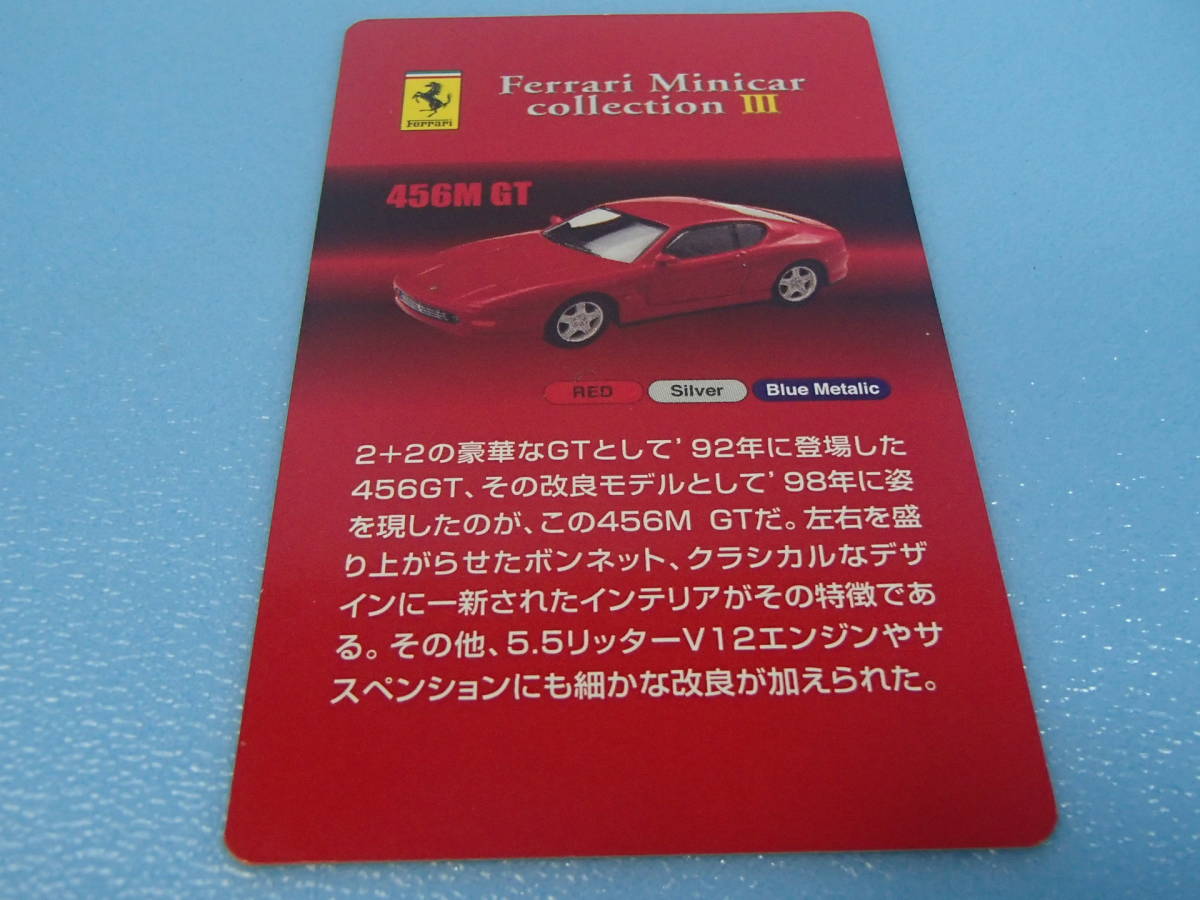 Ferrari
Ferrari Minicar
collection III
456M GT
RED
Silver
Blue Metalic
2+2の豪華なGTとして’92年に登場した
456GT、その改良モデルとして’98年に姿
を現したのが、この456M GTだ。左右を盛
り上がらせたボンネット、クラシカルなデザ
インに一新されたインテリアがその特徴であ
る。その他、5.5リッターV12エンジンやサ
スペンションにも細かな改良が加えられた。